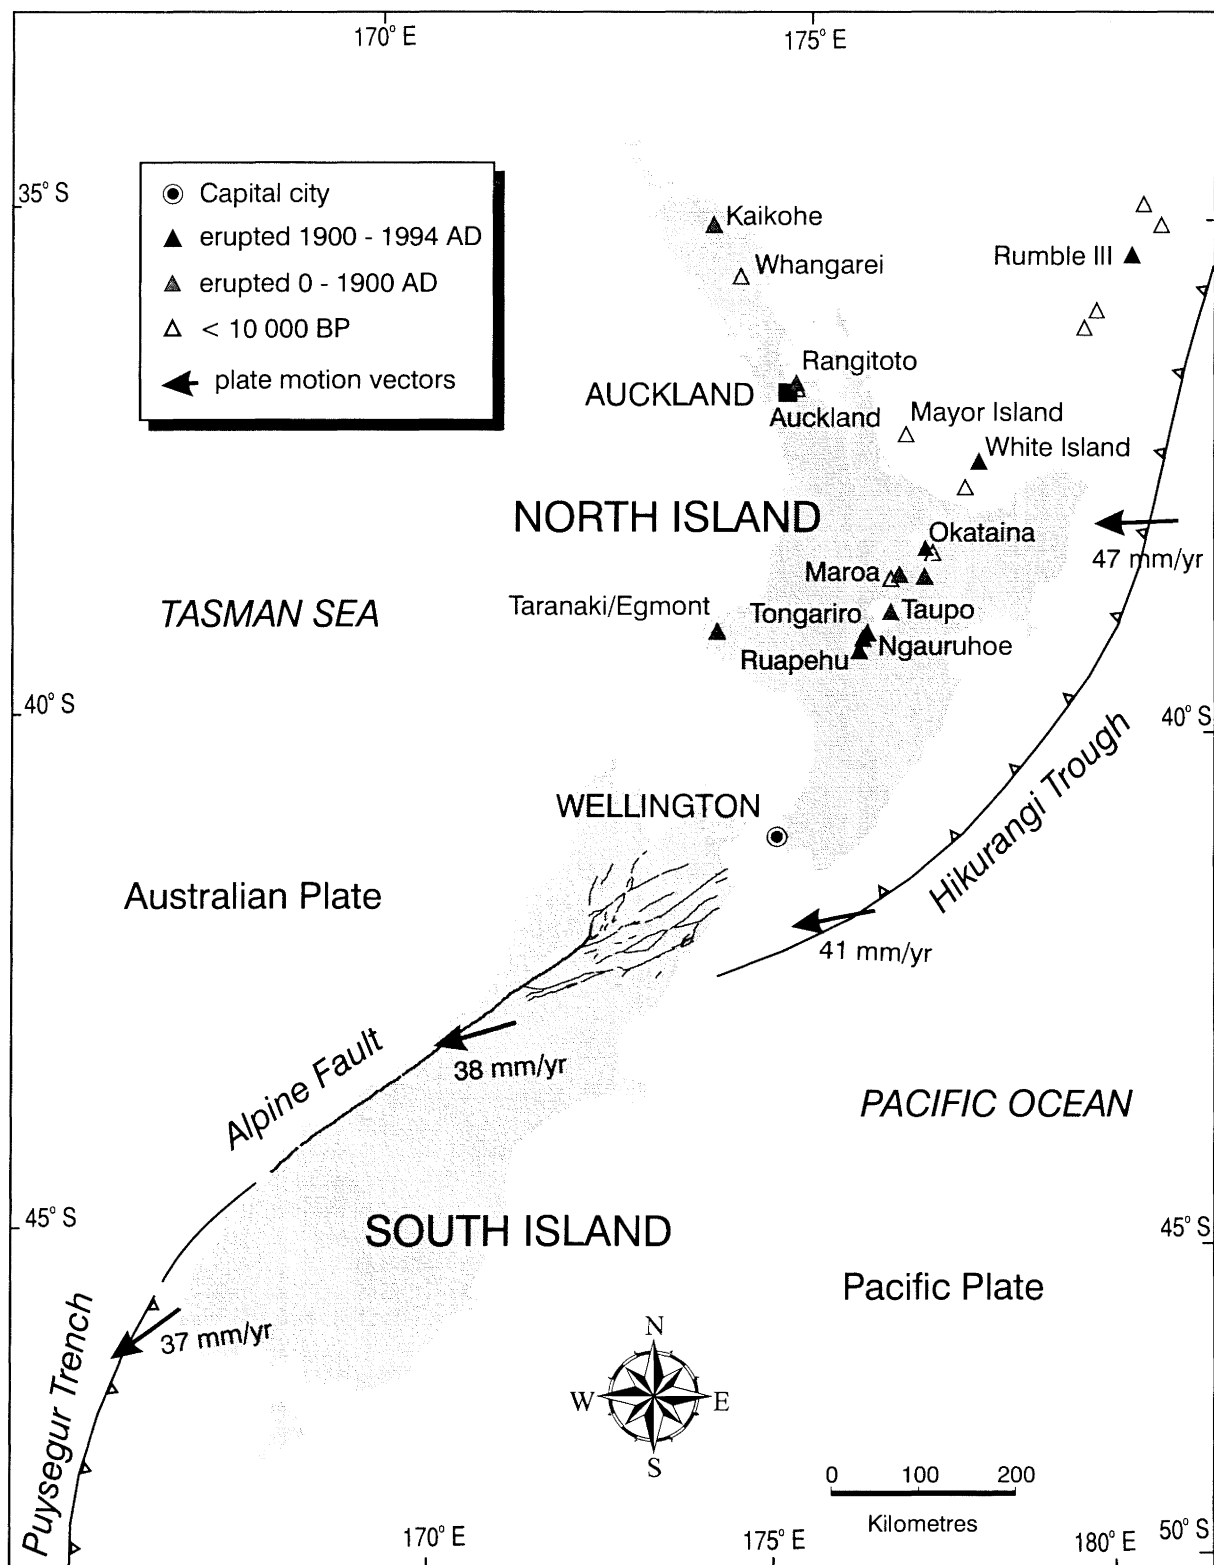 170° E
175° E
35° S
Capital city
erupted 1900 - 1994 AD
erupted 0 - 1900 AD
< 10 000 BP
plate motion vectors
Kaikohe
Whangarei
Rumble III
Rangitoto
AUCKLAND
Auckland
Mayor Island
White Island
NORTH ISLAND
Okataina
47 mm/yr
Maroa
TASMAN SEA
Taranaki/Egmont
Tongariro
Taupo
Ngauruhoe
Ruapehu
40° S
40° S
Hikurangi Trough
WELLINGTON
Australian Plate
41 mm/yr
Alpine Fault
38 mm/yr
PACIFIC OCEAN
45° S
SOUTH ISLAND
45° S
Pacific Plate
Puysegur Trench
37 mm/yr
N
W
E
S
0 100 200
Kilometres
170° E
175° E
180° E
50° S